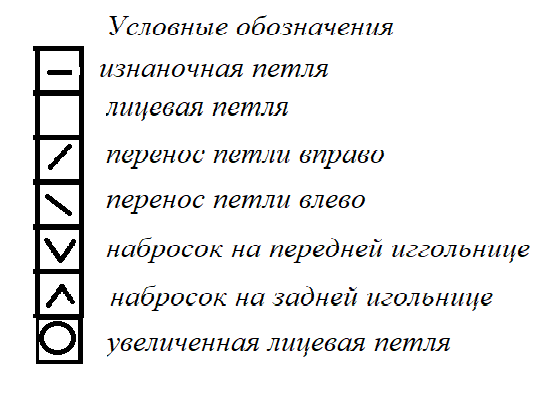 Условные обозначения
изнаночная петля
лицевая петля
перенос петли вправо
перенос петли влево
набросок на передней иггольнице
набросок на задней игольнице
увеличенная лицевая петля